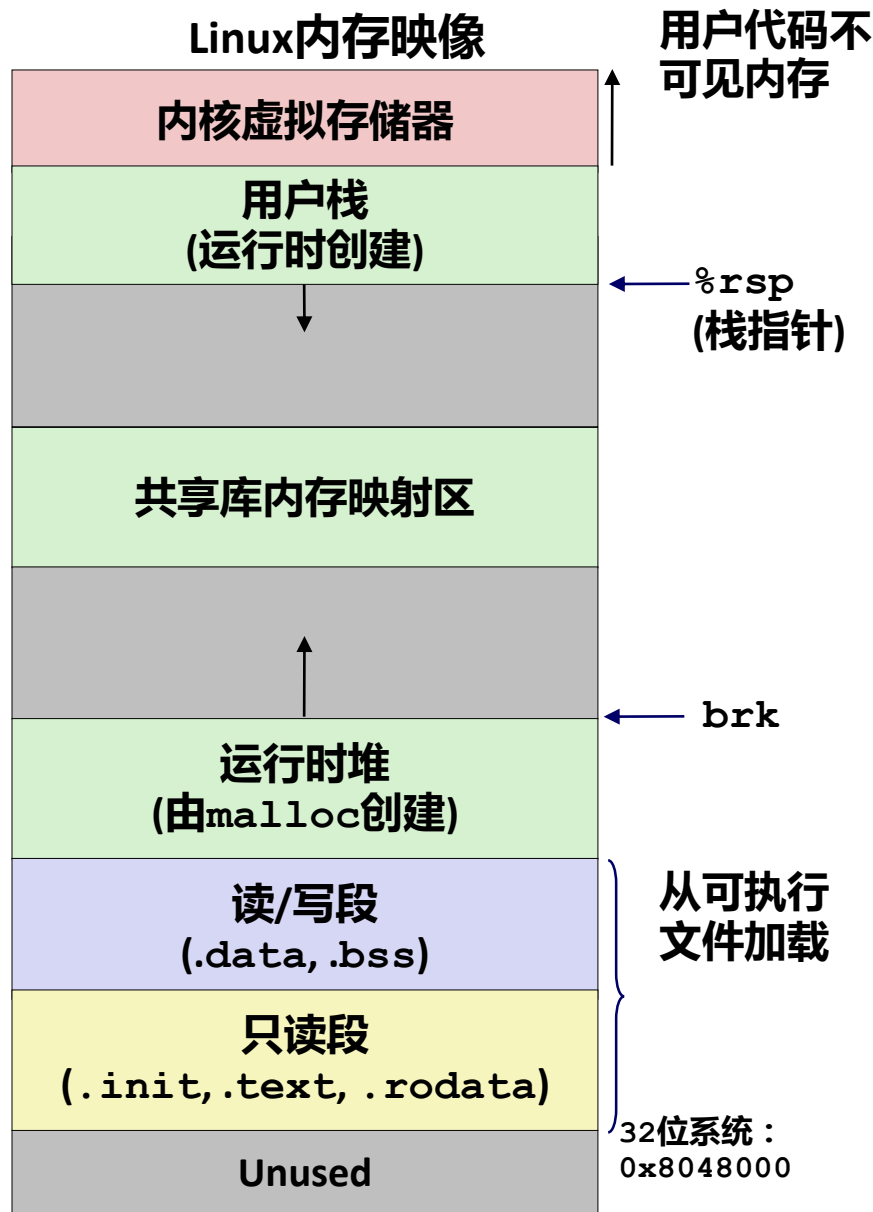 Linux内存映像
用户代码不
可见内存
内核虚拟存储器
用户栈
(运行时创建)
%rsp
(栈指针)
共享库内存映射区
brk
运行时堆
(由malloc创建)
读/写段
(.data, .bss)
从可执行
文件加载
只读段
(.init, .text, .rodata)
32位系统：
0x8048000
Unused